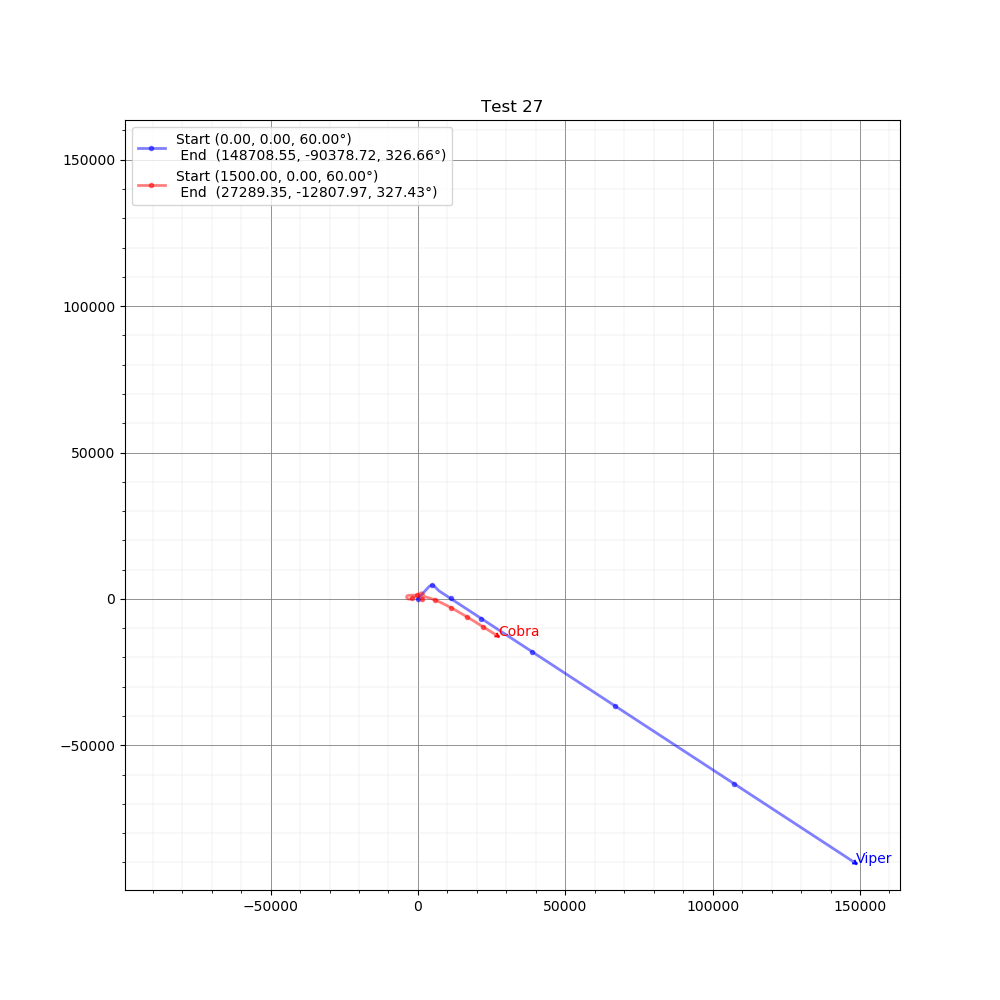 Test 27
Start (0.00, 0.00, 60.00°)
End  (148708.55, -90378.72, 326.66°)
Start (1500.00, 0.00, 60.00°)
End  (27289.35, -12807.97, 327.43°)
150000
100000
50000
0
−50000
Cobra
Viper
−50000 0 50000 100000 150000